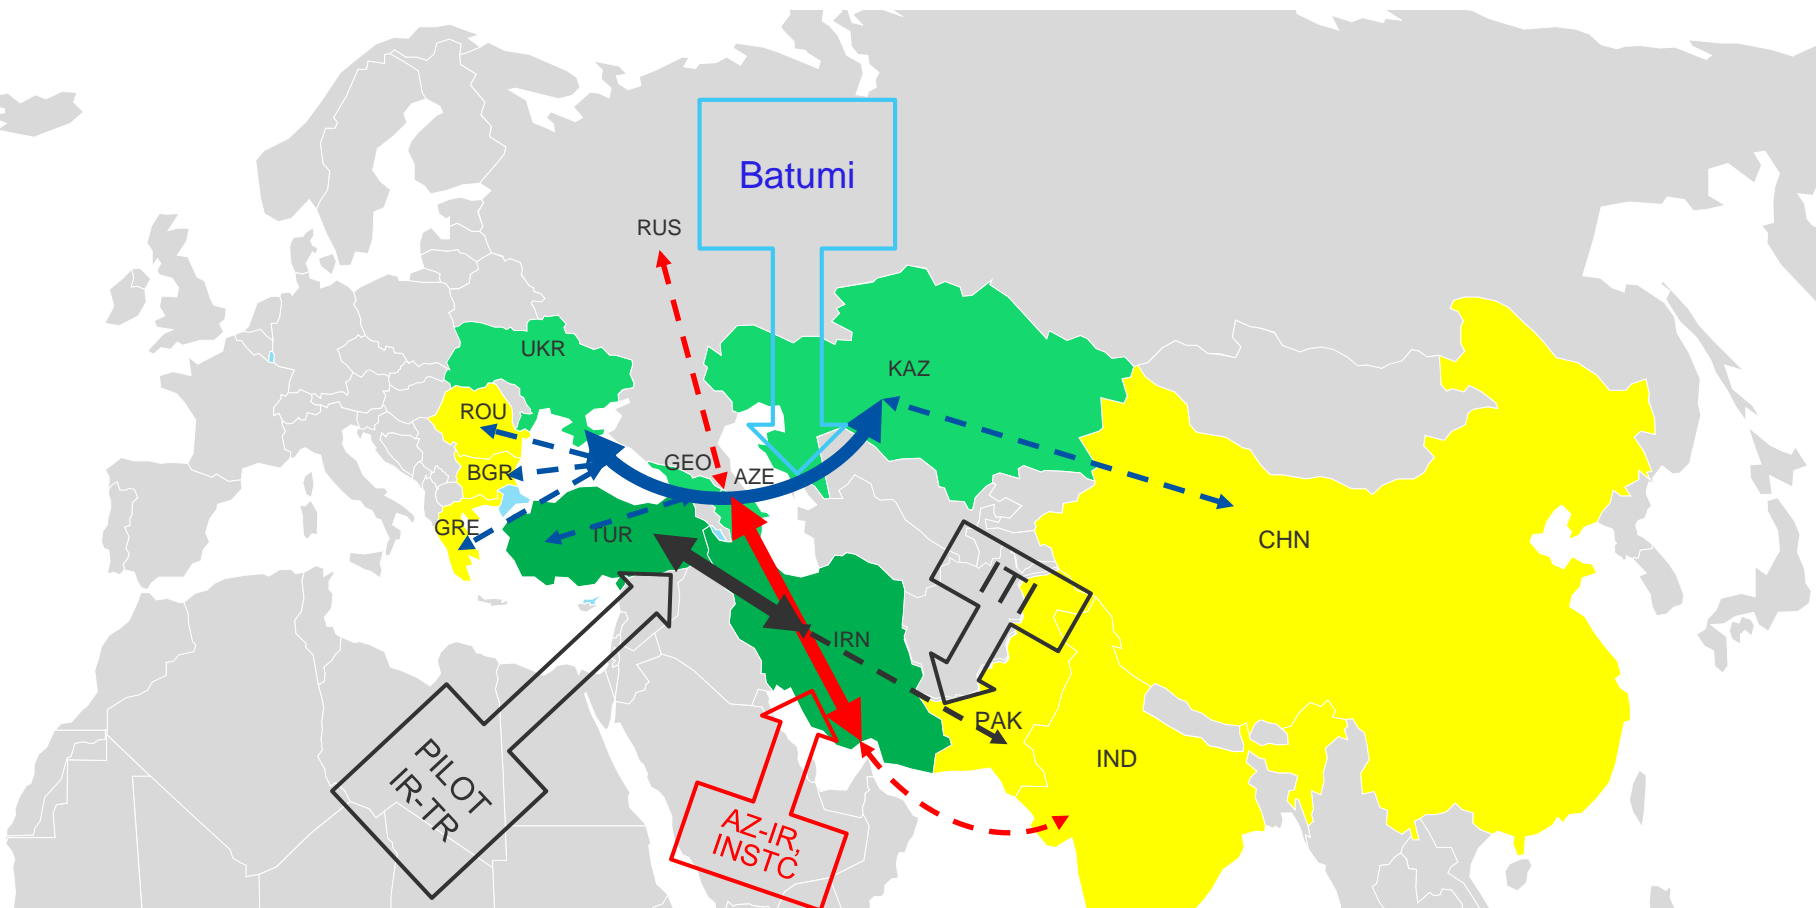 Batumi
RUS
UKR
KAZ
ROU
GEO
BGR
AZE
GRE
TUR
CHN
ITI
IRN
PAK
IND
PILOT
IR-TR
AZ-IR,
INSTC